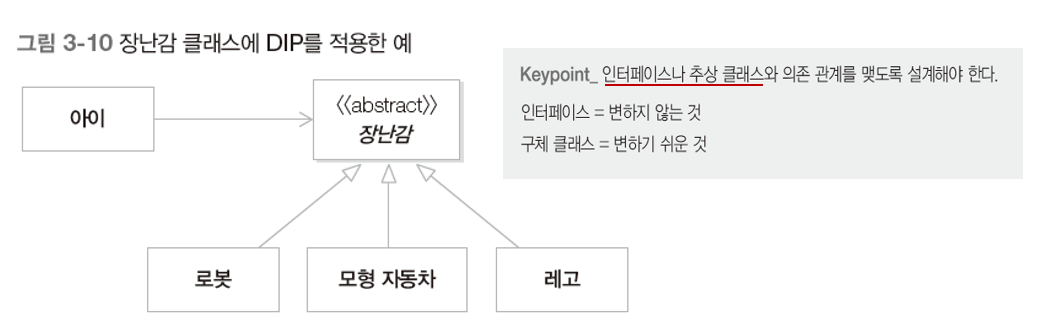 그림 3-10 장난감 클래스에 DIP를 적용한 예
Keypoint_ 인터페이스나 추상 클래스와 의존 관계를 맺도록 설계해야 한다.
인터페이스 = 변하지 않는 것
구체 클래스 = 변하기 쉬운 것
아이
《abstract》
장난감
로봇
모형 자동차
레고